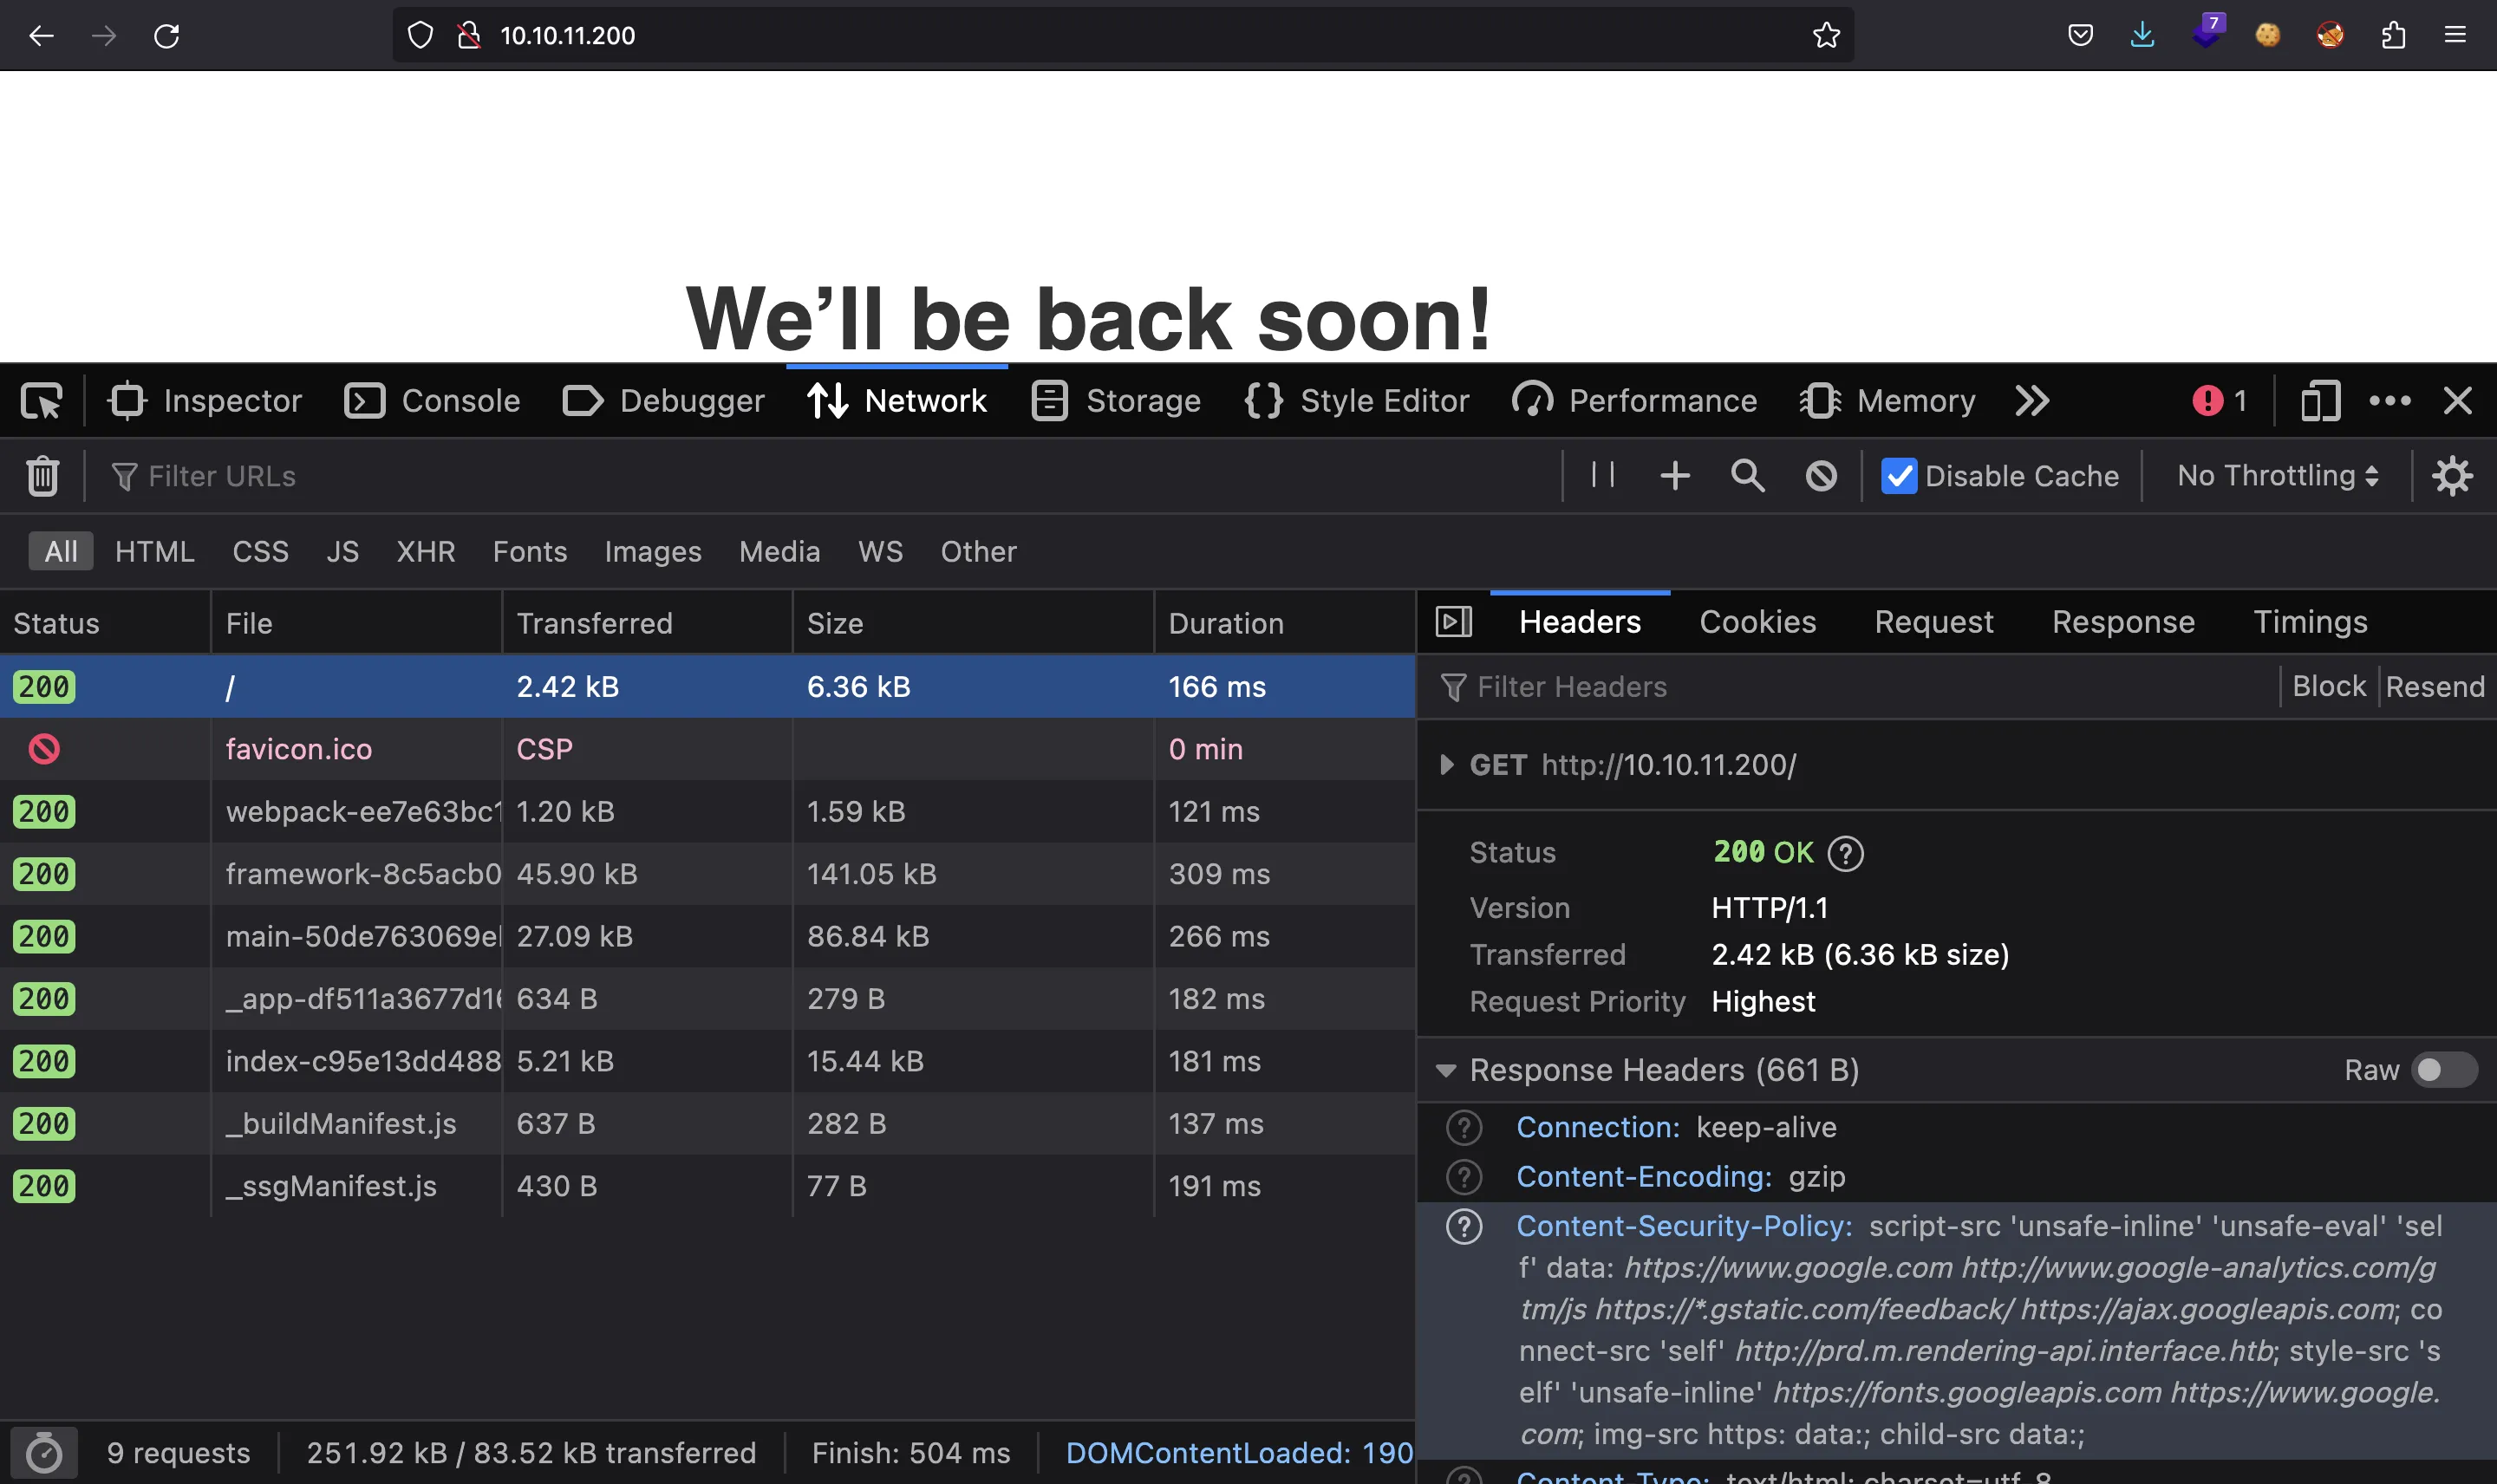 10.10.11.200
7
We’ll be back soon!
Inspector Console Debugger Network Storage Style Editor Performance Memory 1
Filter URLs Disable Cache No Throttling
All HTML CSS JS XHR Fonts Images Media WS Other
Status File Transferred Size Duration
200 / 2.42 kB 6.36 kB 166 ms
favicon.ico CSP 0 min
200 webpack-ee7e63bc1 1.20 kB 1.59 kB 121 ms
200 framework-8c5acb0 45.90 kB 141.05 kB 309 ms
200 main-50de763069e 27.09 kB 86.84 kB 266 ms
200 _app-df511a3677d16 634 B 279 B 182 ms
200 index-c95e13dd488 5.21 kB 15.44 kB 181 ms
200 _buildManifest.js 637 B 282 B 137 ms
200 _ssgManifest.js 430 B 77 B 191 ms
9 requests 251.92 kB / 83.52 kB transferred Finish: 504 ms DOMContentLoaded: 190
Headers Cookies Request Response Timings
Filter Headers Block Resend
GET http://10.10.11.200/
Status 200 OK
Version HTTP/1.1
Transferred 2.42 kB (6.36 kB size)
Request Priority Highest
Response Headers (661 B) Raw
Connection: keep-alive
Content-Encoding: gzip
Content-Security-Policy: script-src 'unsafe-inline' 'unsafe-eval' 'sel
f' data: https://www.google.com http://www.google-analytics.com/g
tm/js https://*.gstatic.com/feedback/ https://ajax.googleapis.com; co
nnect-src 'self' http://prd.m.rendering-api.interface.htb; style-src 's
elf' 'unsafe-inline' https://fonts.googleapis.com https://www.google.
com; img-src https: data:; child-src data:;
Content-Type: text/html; charset=utf-8